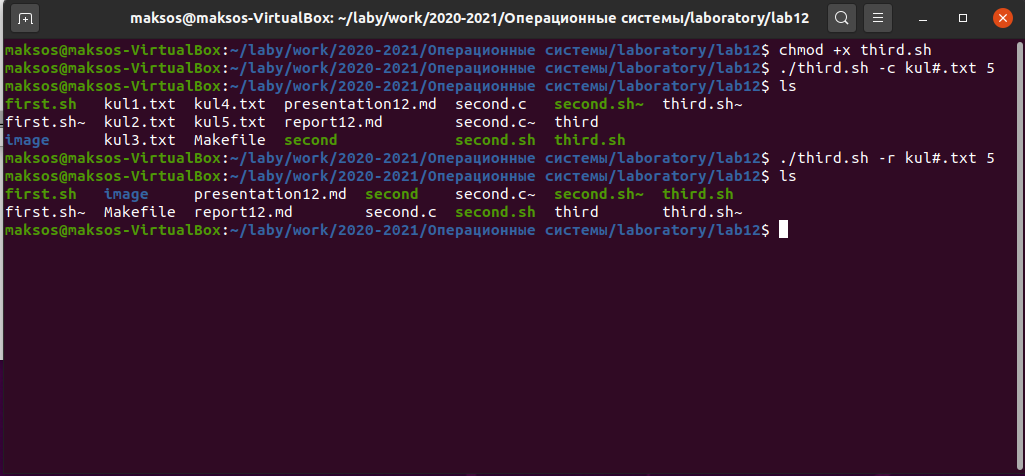 maksos@maksos-VirtualBox: ~/laby/work/2020-2021/Операционные системы/laboratory/lab12
maksos@maksos-VirtualBox:~/laby/work/2020-2021/Операционные системы/laboratory/lab12$ chmod +x third.sh
maksos@maksos-VirtualBox:~/laby/work/2020-2021/Операционные системы/laboratory/lab12$ ./third.sh -c kul#.txt 5
maksos@maksos-VirtualBox:~/laby/work/2020-2021/Операционные системы/laboratory/lab12$ ls
first.sh   kul1.txt  kul4.txt  presentation12.md  second.c   second.sh~  third.sh~
first.sh~  kul2.txt  kul5.txt  report12.md        second.c~  third
image      kul3.txt  Makefile  second             second.sh  third.sh
maksos@maksos-VirtualBox:~/laby/work/2020-2021/Операционные системы/laboratory/lab12$ ./third.sh -r kul#.txt 5
maksos@maksos-VirtualBox:~/laby/work/2020-2021/Операционные системы/laboratory/lab12$ ls
first.sh   image     presentation12.md  second    second.c~  second.sh~  third.sh
first.sh~  Makefile  report12.md        second.c  second.sh  third       third.sh~
maksos@maksos-VirtualBox:~/laby/work/2020-2021/Операционные системы/laboratory/lab12$